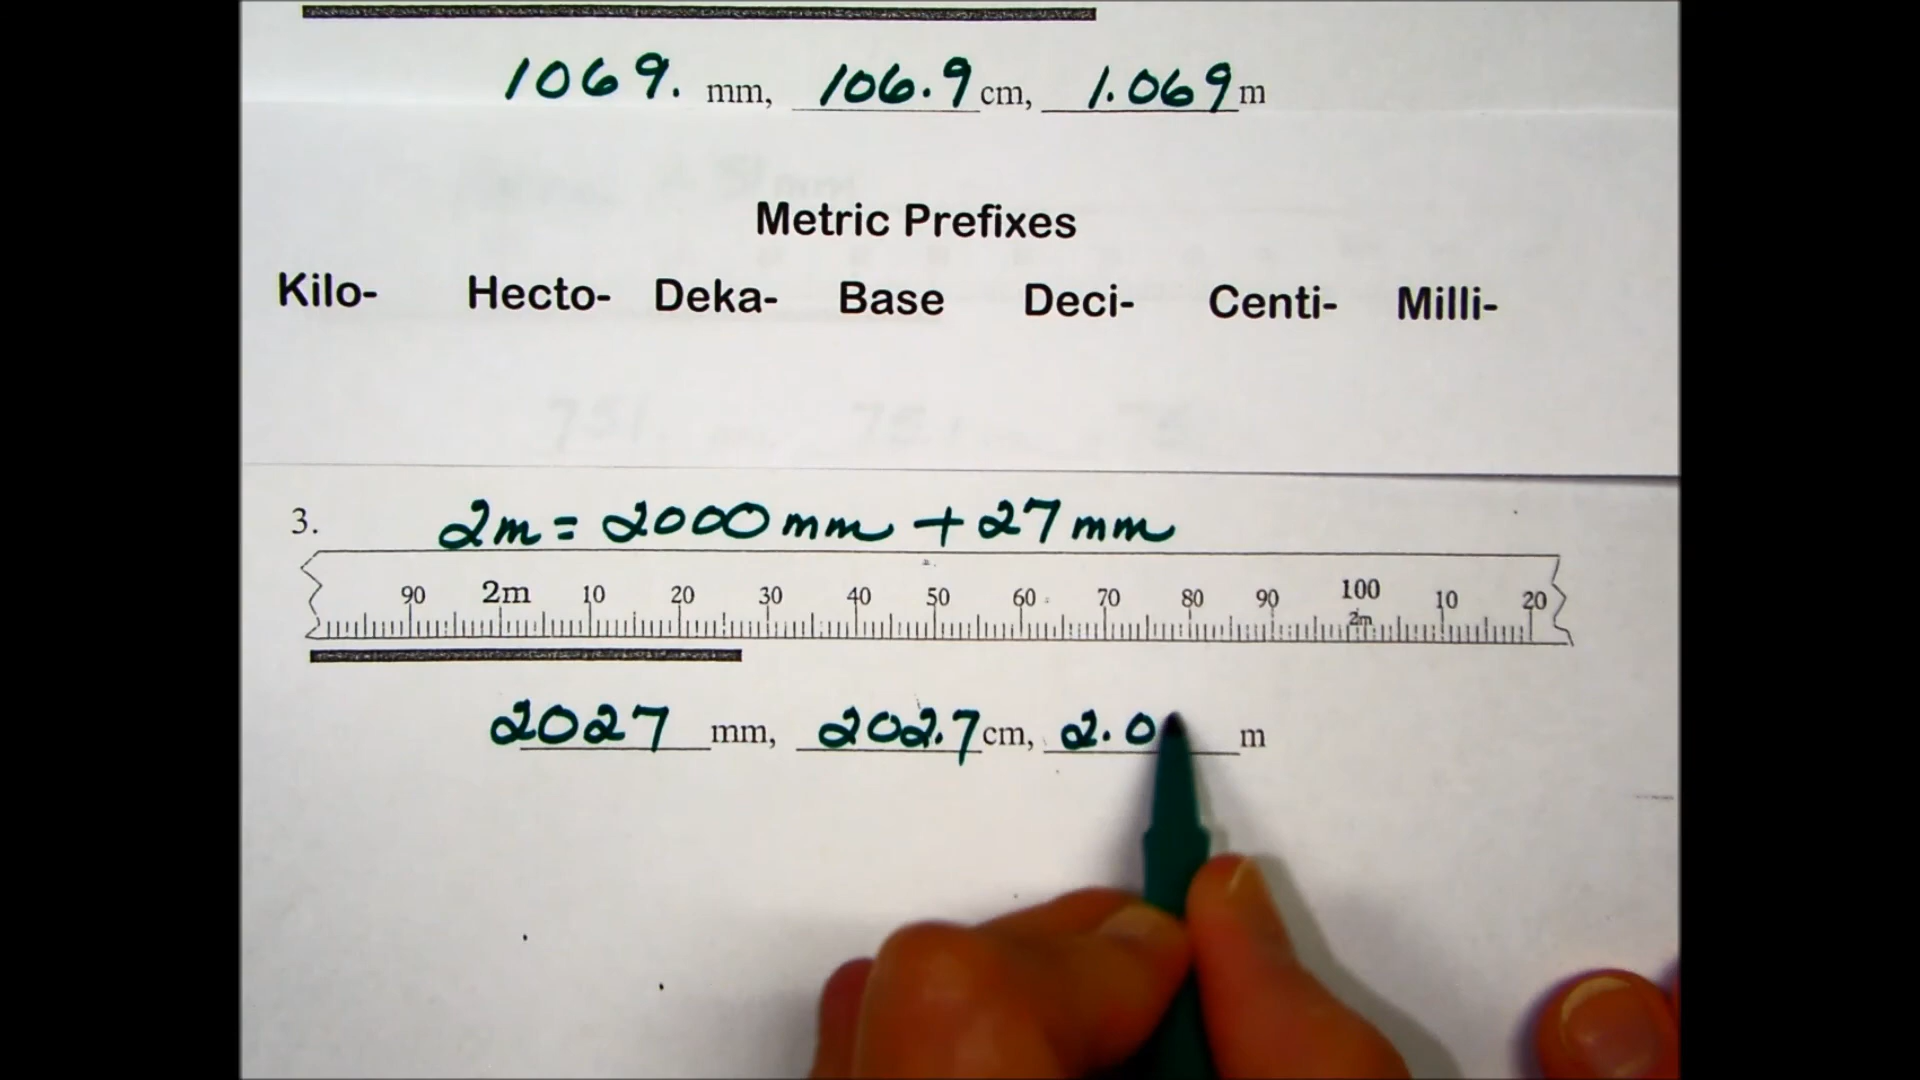 1069. mm, 106.9 cm, 1.069 m
Metric Prefixes
Kilo- Hecto- Deka- Base Deci- Centi- Milli-
3. 2m = 2000 mm + 27 mm
90 2m 10 20 30 40 50 60 70 80 90 100 10 20
2m
2027 mm, 202.7 cm, 2.0 m